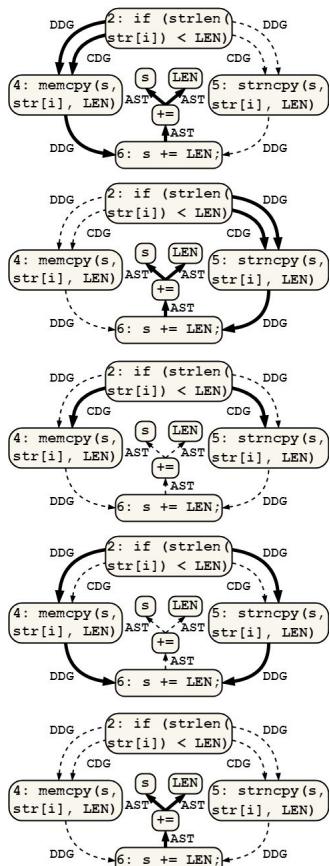 2: if (strlen(
str[i]) < LEN)
DDG DDG
CDG CDG
4: memcpy(s,
str[i], LEN)
s LEN
AST AST
+=
5: strncpy(s,
str[i], LEN)
AST
DDG DDG
6: s += LEN;
2: if (strlen(
str[i]) < LEN)
DDG DDG
CDG CDG
4: memcpy(s,
str[i], LEN)
s LEN
AST AST
+=
5: strncpy(s,
str[i], LEN)
AST
DDG DDG
6: s += LEN;
2: if (strlen(
str[i]) < LEN)
DDG DDG
CDG CDG
4: memcpy(s,
str[i], LEN)
s LEN
AST AST
+=
5: strncpy(s,
str[i], LEN)
AST
DDG DDG
6: s += LEN;
2: if (strlen(
str[i]) < LEN)
DDG DDG
CDG CDG
4: memcpy(s,
str[i], LEN)
s LEN
AST AST
+=
5: strncpy(s,
str[i], LEN)
AST
DDG DDG
6: s += LEN;
2: if (strlen(
str[i]) < LEN)
DDG DDG
CDG CDG
4: memcpy(s,
str[i], LEN)
s LEN
AST AST
+=
5: strncpy(s,
str[i], LEN)
AST
DDG DDG
6: s += LEN;